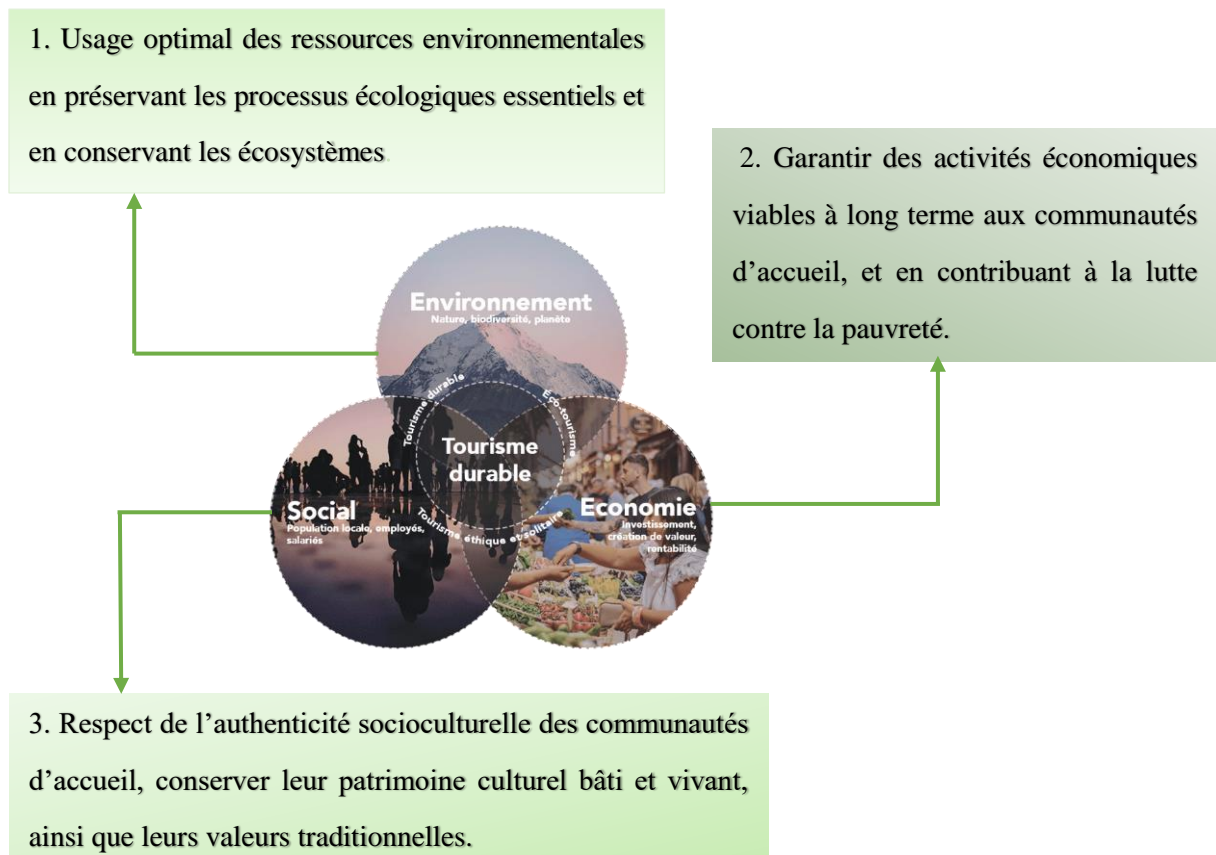 1. Usage optimal des ressources environnementales
en préservant les processus écologiques essentiels et
en conservant les écosystèmes.
2. Garantir des activités économiques
viables à long terme aux communautés
d’accueil, et en contribuant à la lutte
contre la pauvreté.
Environnement
Nature, biodiversité, planète
Tourisme durable
Eco-tourisme
Tourisme
durable
Social
Population locale, employés,
salariés
Economie
Investissement,
création de valeur,
rentabilité
Tourisme éthique et solitaire
3. Respect de l’authenticité socioculturelle des communautés
d’accueil, conserver leur patrimoine culturel bâti et vivant,
ainsi que leurs valeurs traditionnelles.